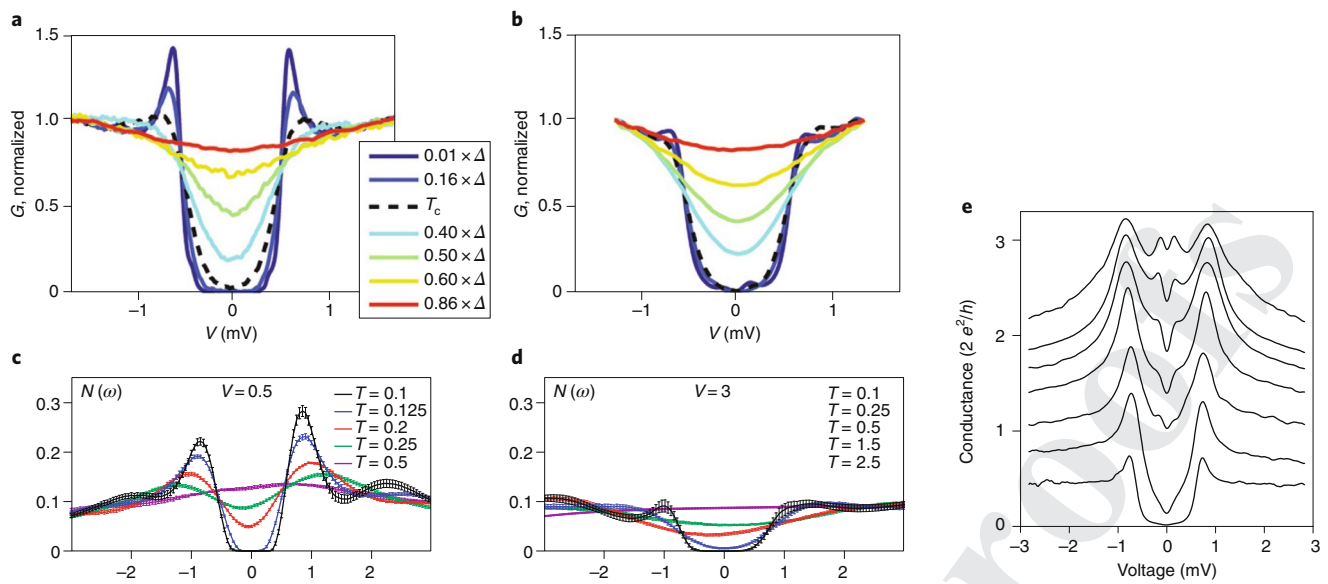 a
1.5
1.0
0.5
0
G, normalized
−1
0
1
V (mV)
0.01 × Δ
0.16 × Δ
Tc
0.40 × Δ
0.50 × Δ
0.60 × Δ
0.86 × Δ
b
1.5
1.0
0.5
0
G, normalized
−1
0
1
V (mV)
c
N(ω)
V = 0.5
T = 0.1
T = 0.125
T = 0.2
T = 0.25
T = 0.5
0.3
0.2
0.1
0
−2
−1
0
1
2
d
N(ω)
V = 3
T = 0.1
T = 0.25
T = 0.5
T = 1.5
T = 2.5
0.3
0.2
0.1
0
−2
−1
0
1
2
e
3
2
1
0
Conductance (2 e²/h)
−3
−2
−1
0
1
2
3
Voltage (mV)
roofs